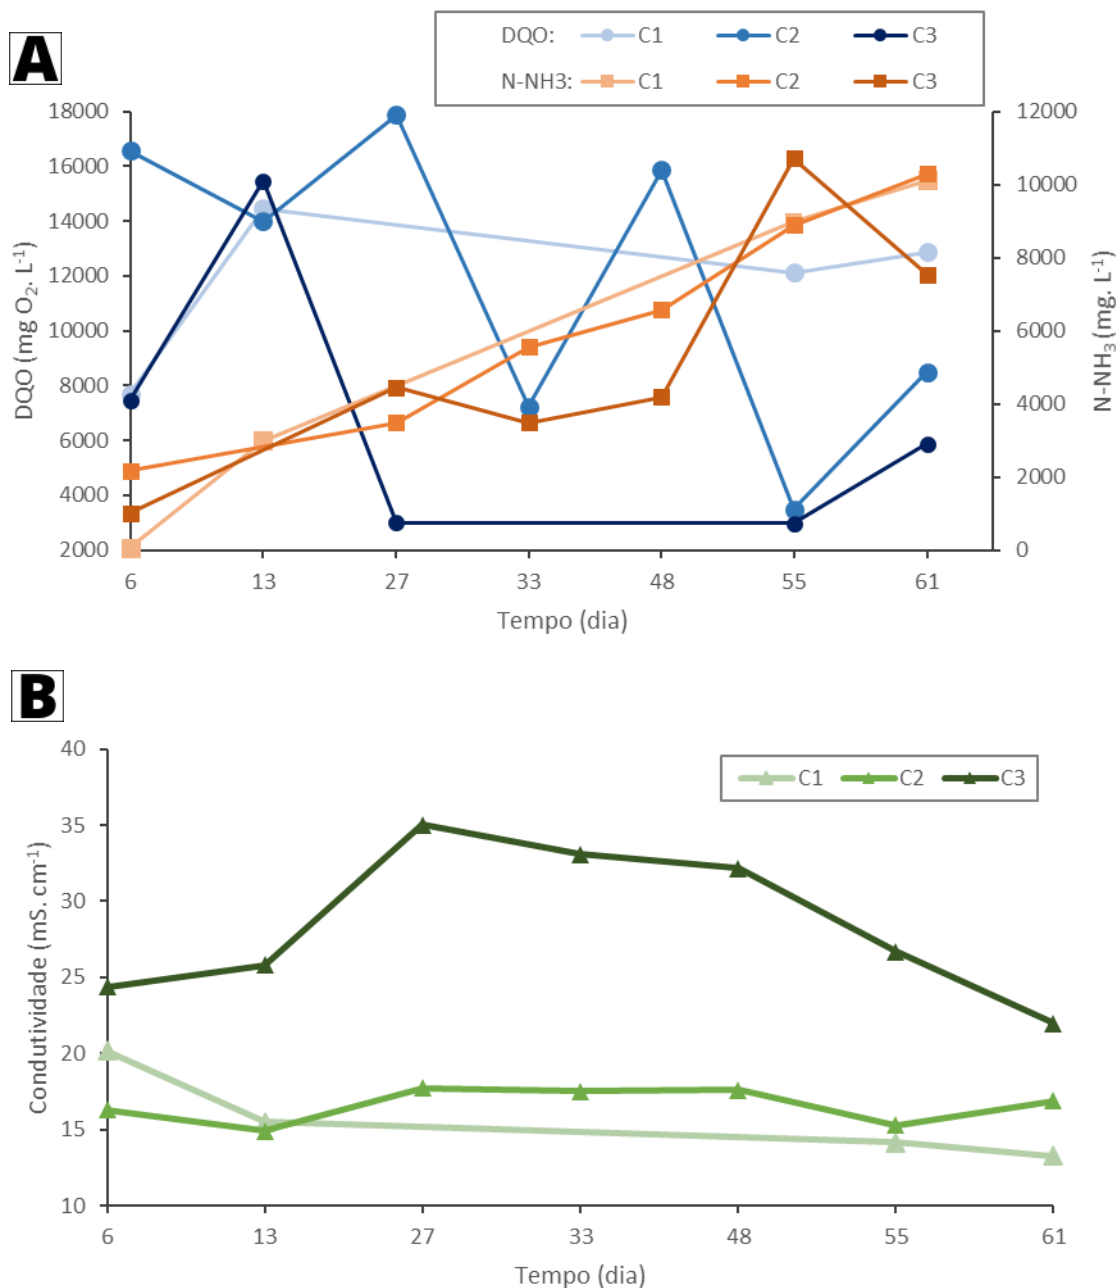 A
DQO: C1 C2 C3
N-NH3: C1 C2 C3
18000
16000
14000
12000
10000
8000
6000
4000
2000
DQO (mg O₂. L⁻¹)
12000
10000
8000
6000
4000
2000
0
N-NH₃ (mg. L⁻¹)
6 13 27 33 48 55 61
Tempo (dia)
B
C1 C2 C3
40
35
30
25
20
15
10
Condutividade (mS. cm⁻¹)
6 13 27 33 48 55 61
Tempo (dia)